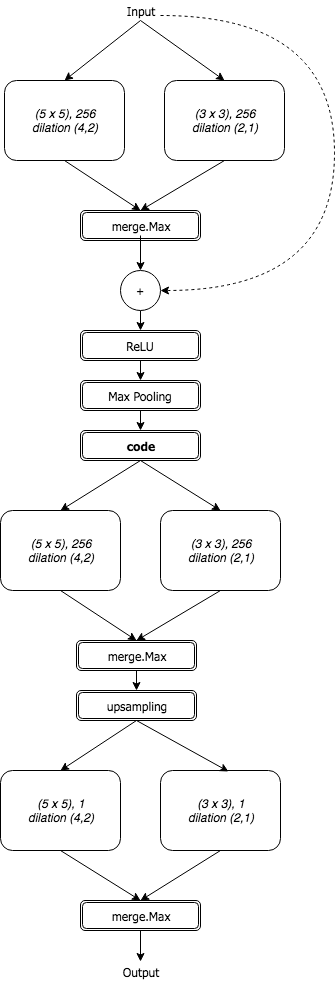 Input
(5 x 5), 256
dilation (4,2)
(3 x 3), 256
dilation (2,1)
merge.Max
+
ReLU
Max Pooling
code
(5 x 5), 256
dilation (4,2)
(3 x 3), 256
dilation (2,1)
merge.Max
upsampling
(5 x 5), 1
dilation (4,2)
(3 x 3), 1
dilation (2,1)
merge.Max
Output